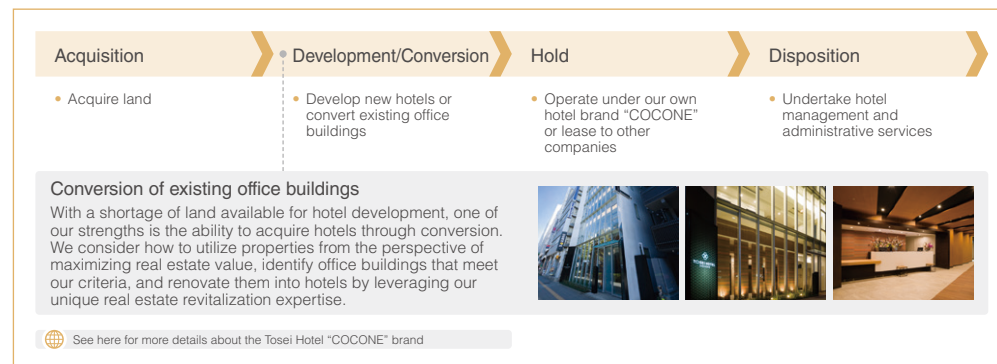 Acquisition
Development/Conversion
Hold
Disposition
• Acquire land
• Develop new hotels or
convert existing office
buildings
• Operate under our own
hotel brand “COCONE”
or lease to other
companies
• Undertake hotel
management and
administrative services
Conversion of existing office buildings
With a shortage of land available for hotel development, one of
our strengths is the ability to acquire hotels through conversion.
We consider how to utilize properties from the perspective of
maximizing real estate value, identify office buildings that meet
our criteria, and renovate them into hotels by leveraging our
unique real estate revitalization expertise.
See here for more details about the Tosei Hotel “COCONE” brand